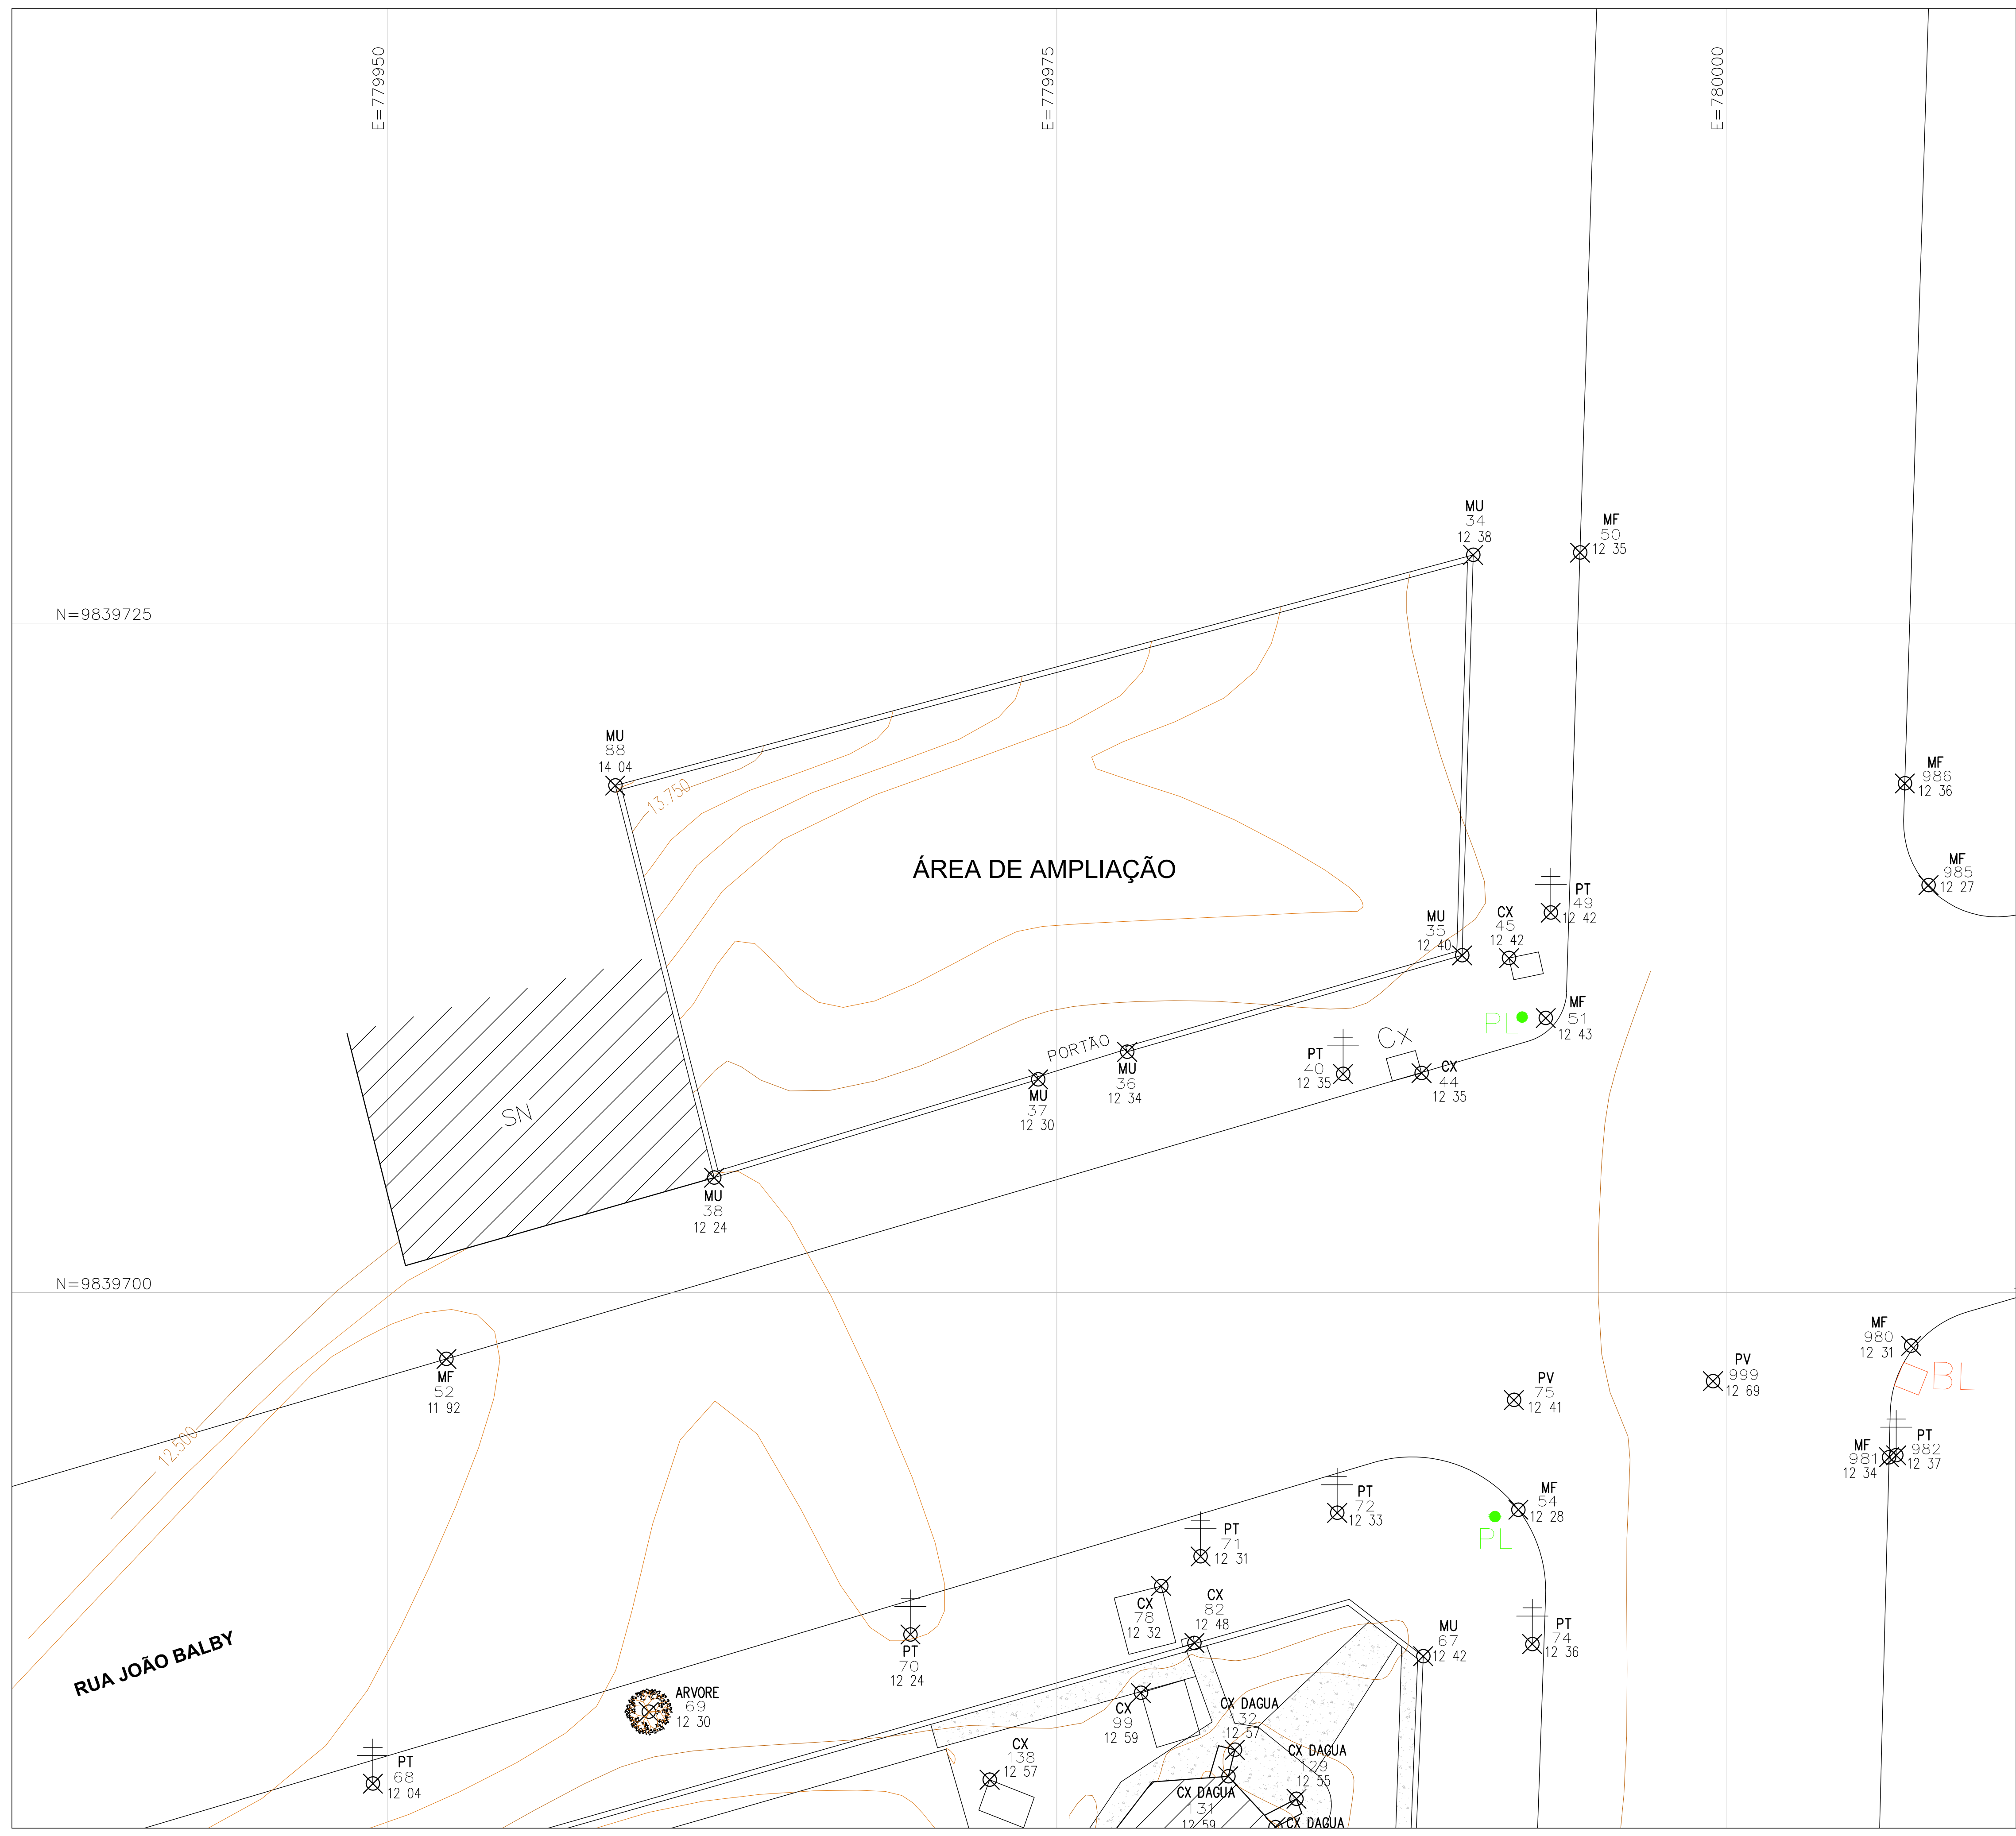 E=779950
E=779975
E=780000
MU
34
12 38
MF
50
12 35
N=9839725
MU
88
14 04
13.750
MF
986
12 36
ÁREA DE AMPLIAÇÃO
MF
985
12 27
PT
49
12 42
CX
45
12 42
MU
35
12 40
PL
MF
51
12 43
Cx
PORTÃO
MU
36
12 34
MU
37
12 30
PT
40
12 35
CX
44
12 35
SN
MU
38
12 24
N=9839700
MF
52
11 92
12.500
PV
75
12 41
PV
999
12 69
MF
980
12 31
BL
MF
981
12 34
PT
982
12 37
MF
54
12 28
PL
PT
72
12 33
PT
71
12 31
PT
70
12 24
CX
78
12 32
CX
82
12 48
MU
67
12 42
PT
74
12 36
RUA JOÃO BALBY
ARVORE
69
12 30
PT
68
12 04
CX
99
12 59
CX
138
12 57
CX DAGUA
132
12 57
CX DAGUA
129
12 55
CX DAGUA
131
12 59
CX DAGUA